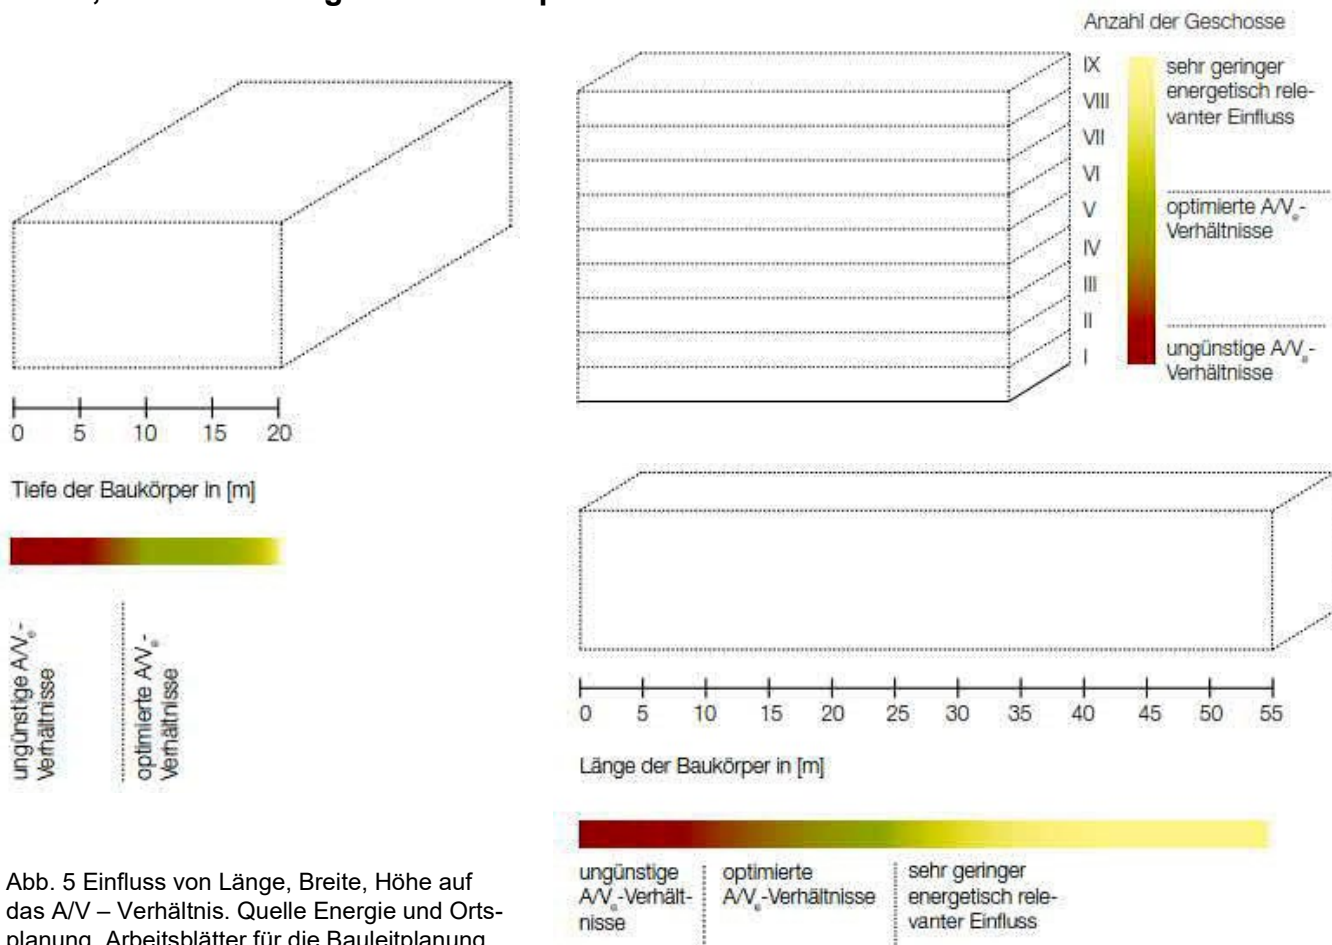 Anzahl der Geschosse
IX
VIII
VII
VI
V
IV
III
II
I
sehr geringer
energetisch rele-
vanter Einfluss
optimierte A/Ve-
Verhältnisse
ungünstige A/Ve-
Verhältnisse
0 5 10 15 20
Tiefe der Baukörper in [m]
ungünstige A/Ve-
Verhältnisse
optimierte A/Ve-
Verhältnisse
0 5 10 15 20 25 30 35 40 45 50 55
Länge der Baukörper in [m]
ungünstige
A/Ve-Verhält-
nisse
optimierte
A/Ve-Verhältnisse
sehr geringer
energetisch rele-
vanter Einfluss
Abb. 5 Einfluss von Länge, Breite, Höhe auf
das A/V – Verhältnis. Quelle Energie und Orts-
planung, Arbeitsblätter für die Bauleitplanung